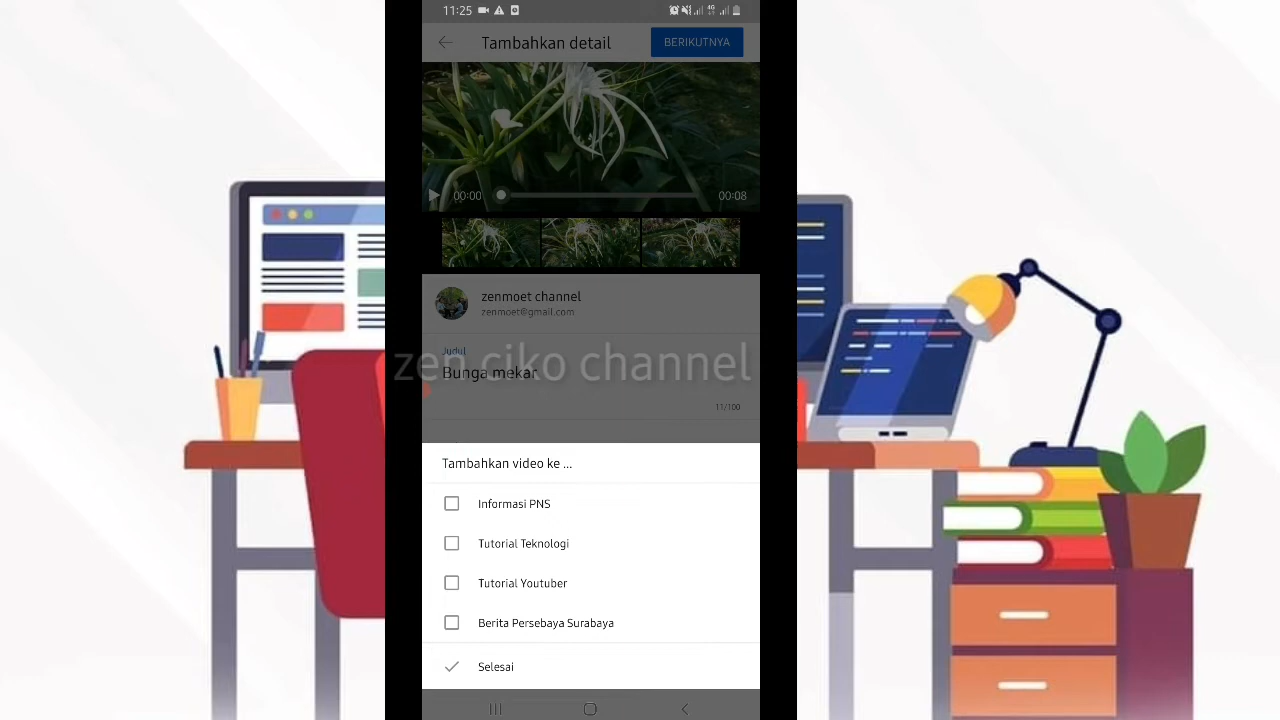 11:25
4G
Tambahkan detail
BERIKUTNYA
00:00
00:08
zenmoet channel
zenmoet@gmail.com
Judul
zen ciko channel
Bunga mekar
11/100
Tambahkan video ke ...
Informasi PNS
Tutorial Teknologi
Tutorial Youtuber
Berita Persebaya Surabaya
Selesai